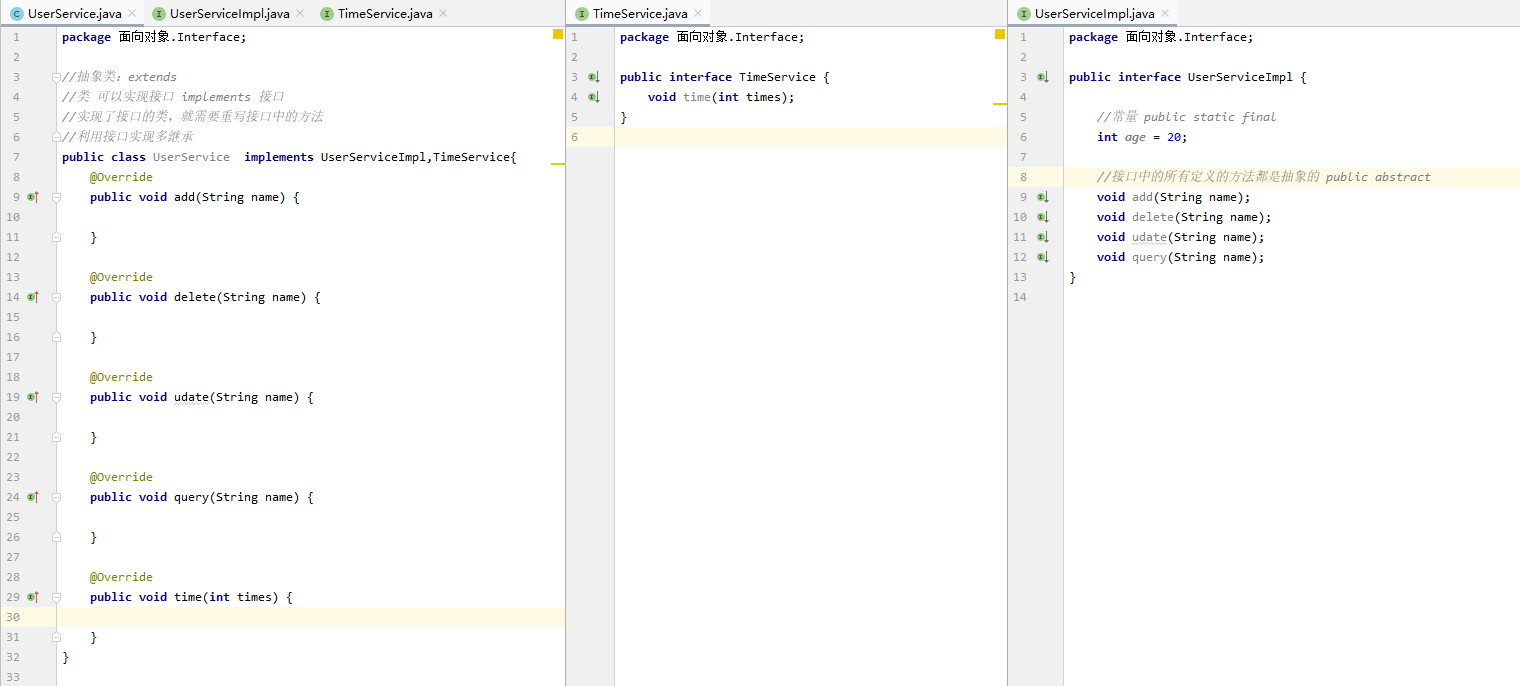 UserService.java × UserServiceImpl.java × TimeService.java ×
1 package 面向对象.Interface;
2
3 //抽象类：extends
4 //类 可以实现接口 implements 接口
5 //实现了接口的类，就需要重写接口中的方法
6 //利用接口实现多继承
7 public class UserService  implements UserServiceImpl,TimeService{
8     @Override
9     public void add(String name) {
10
11     }
12
13     @Override
14     public void delete(String name) {
15
16     }
17
18     @Override
19     public void udate(String name) {
20
21     }
22
23     @Override
24     public void query(String name) {
25
26     }
27
28     @Override
29     public void time(int times) {
30
31     }
32 }
33
TimeService.java ×
1 package 面向对象.Interface;
2
3 public interface TimeService {
4     void time(int times);
5 }
6
UserServiceImpl.java ×
1 package 面向对象.Interface;
2
3 public interface UserServiceImpl {
4
5     //常量 public static final
6     int age = 20;
7
8     //接口中的所有定义的方法都是抽象的 public abstract
9     void add(String name);
10     void delete(String name);
11     void udate(String name);
12     void query(String name);
13 }
14